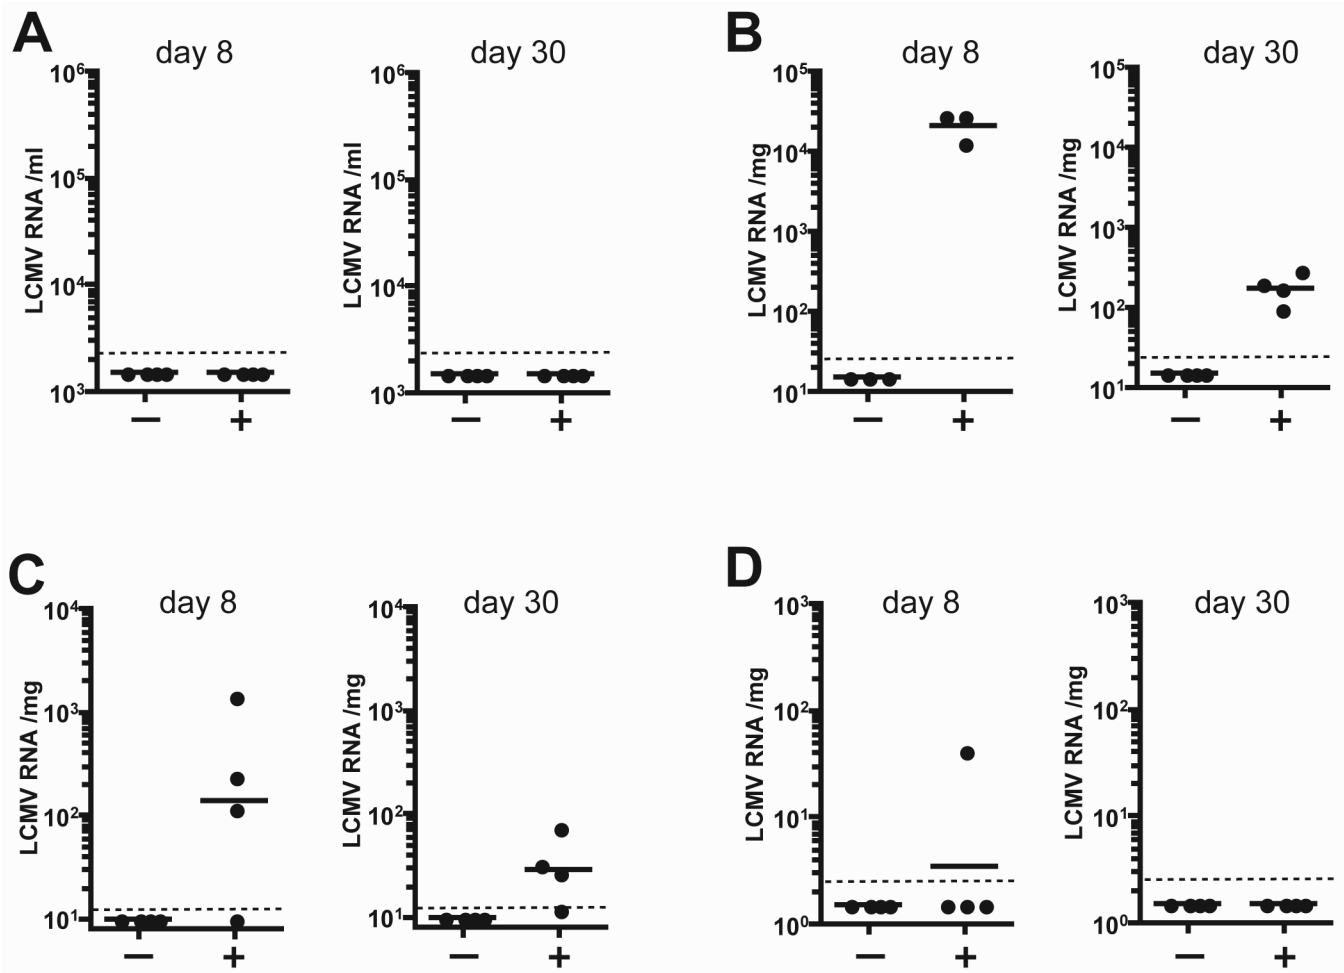 A
day 8
LCMV RNA /ml
10⁶
10⁵
10⁴
10³
— +
day 30
LCMV RNA /ml
10⁶
10⁵
10⁴
10³
— +
B
day 8
LCMV RNA /mg
10⁵
10⁴
10³
10²
10¹
— +
day 30
LCMV RNA /mg
10⁵
10⁴
10³
10²
10¹
— +
C
day 8
LCMV RNA /mg
10⁴
10³
10²
10¹
— +
day 30
LCMV RNA /mg
10⁴
10³
10²
10¹
— +
D
day 8
LCMV RNA /mg
10³
10²
10¹
10⁰
— +
day 30
LCMV RNA /mg
10³
10²
10¹
10⁰
— +